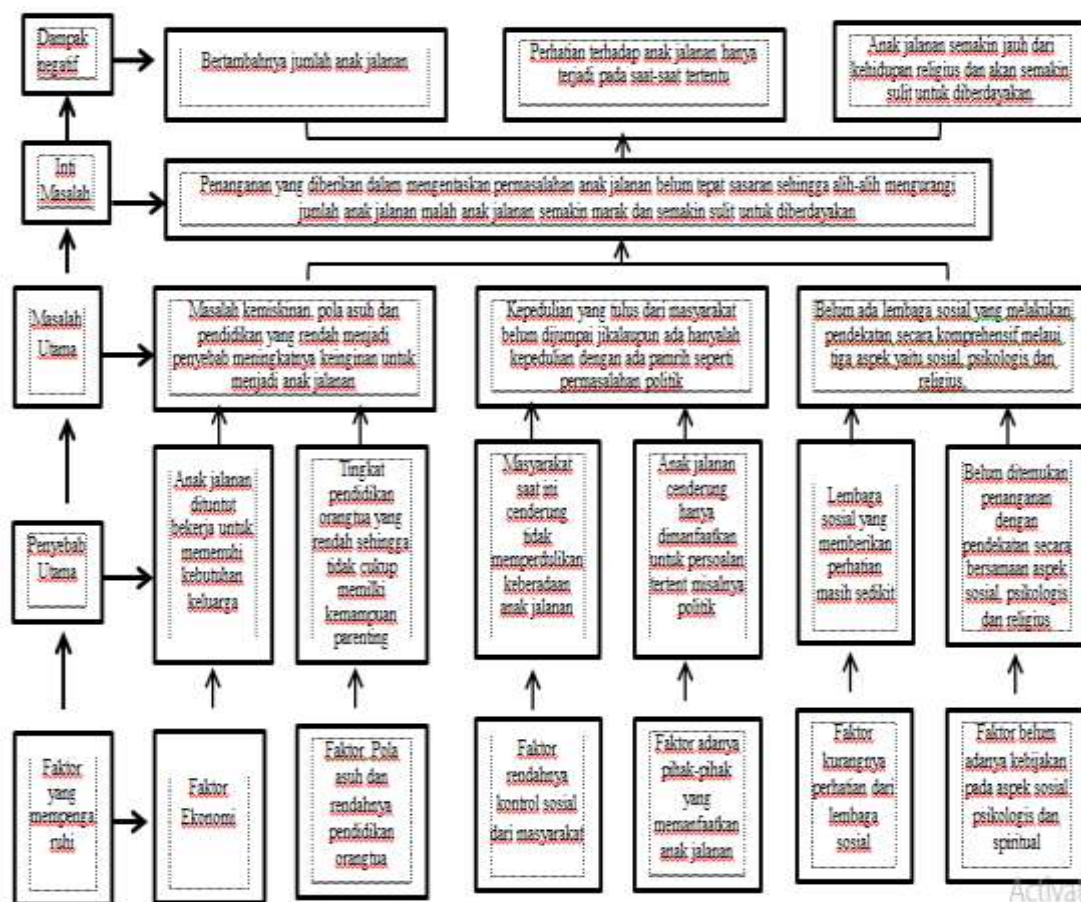 Dampak
negatif
Bertambahnya jumlah anak jalanan
Perhatian terhadap anak jalanan hanya
terjadi pada saat-saat tertentu
Anak jalanan semakin jauh dari
kehidupan religius dan akan semakin
sulit untuk diberdayakan.
Inti
Masalah
Penanganan yang diberikan dalam mengentaskan permasalahan anak jalanan belum tepat sasaran sehingga alih-alih mengurangi
jumlah anak jalanan malah anak jalanan semakin marak dan semakin sulit untuk diberdayakan
Masalah
Utama
Masalah kemiskinan, pola asuh dan
pendidikan yang rendah menjadi
penyebab meningkatnya keinginan untuk
menjadi anak jalanan
Kepedulian yang tulus dari masyarakat
belum dijumpai jikalaupun ada hanyalah
kepedulian dengan ada pamrih seperti
permasalahan politik
Belum ada lembaga sosial yang melakukan
pendekatan secara komprehensif melaui
tiga aspek yaitu sosial, psikologis dan
religius.
Penyebab
Utama
Anak jalanan
dituntut
bekerja untuk
memenuhi
kebutuhan
keluarga
Tingkat
pendidikan
orangtua yang
rendah sehingga
tidak cukup
memilki
kemampuan
parenting
Masyarakat
saat ini
cenderung
tidak
memperdulikan
keberadaan
anak jalanan
Anak jalanan
cenderung
hanya
dimanfaatkan
untuk persoalan
tertent misalnya
politik
Lembaga
sosial yang
memberikan
perhatian
masih sedikit
Belum ditemukan
penanganan
dengan
pendekatan secara
bersamaan aspek
sosial, psikologis
dan religius
Faktor
yang
mempenga
ruhi
Faktor
Ekonomi
Faktor Pola
asuh dan
rendahnya
pendidikan
orangtua
Faktor
rendahnya
kontrol sosial
dari masyarakat
Faktor adanya
pihak-pihak
yang
memanfaatkan
anak jalanan
Faktor
kurangnya
perhatian dari
lembaga
sosial
Faktor belum
adanya kebijakan
pada aspek sosial
psikologis dan
spiritual